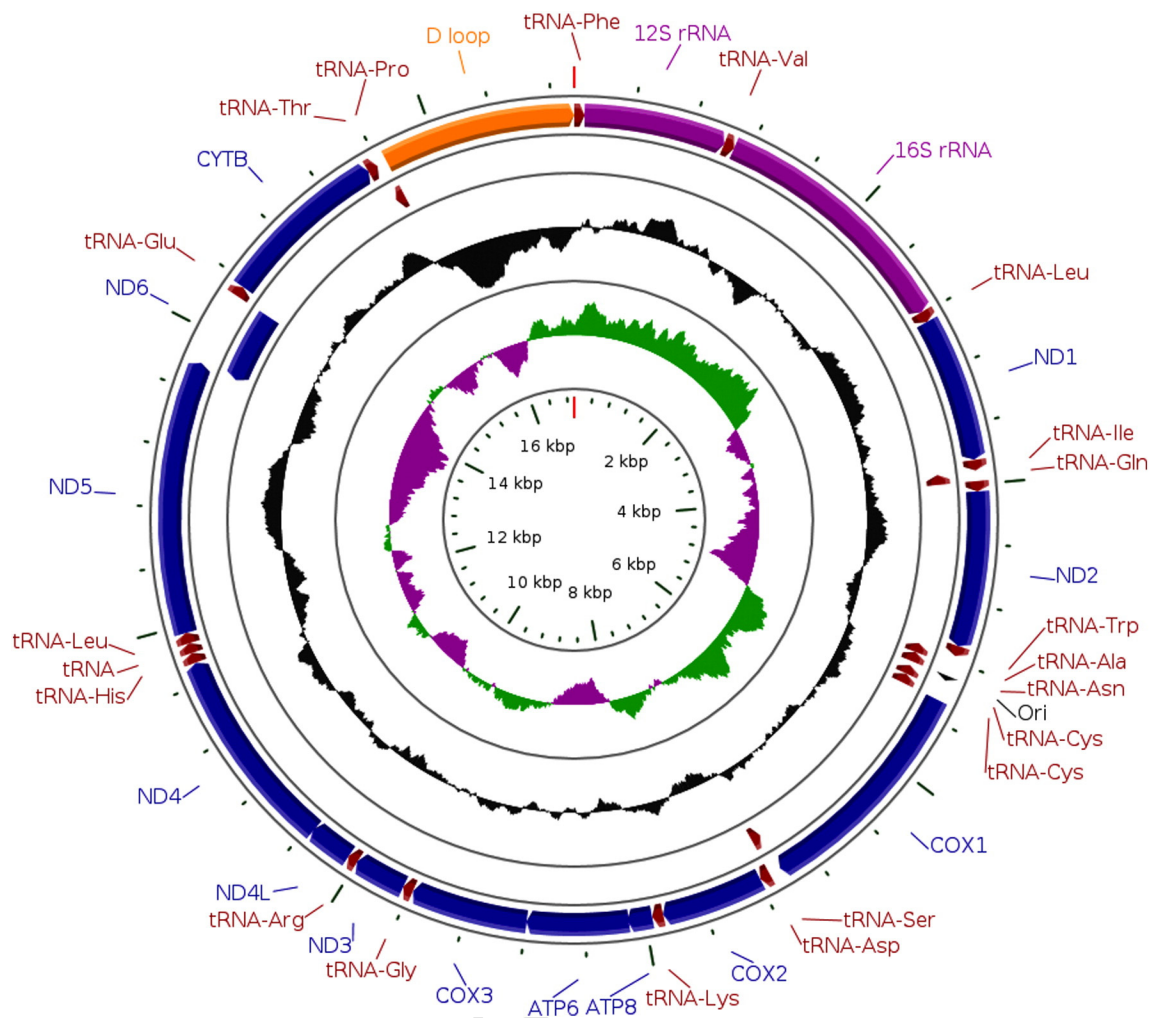 tRNA-Phe
12S rRNA
tRNA-Val
16S rRNA
tRNA-Leu
ND1
tRNA-Ile
tRNA-Gln
ND2
tRNA-Trp
tRNA-Ala
tRNA-Asn
Ori
tRNA-Cys
tRNA-Cys
COX1
tRNA-Ser
tRNA-Asp
COX2
tRNA-Lys
ATP8
ATP6
COX3
tRNA-Gly
ND3
tRNA-Arg
ND4L
ND4
tRNA-His
tRNA
tRNA-Leu
ND5
ND6
tRNA-Glu
CYTB
tRNA-Thr
tRNA-Pro
D loop
2 kbp
4 kbp
6 kbp
8 kbp
10 kbp
12 kbp
14 kbp
16 kbp